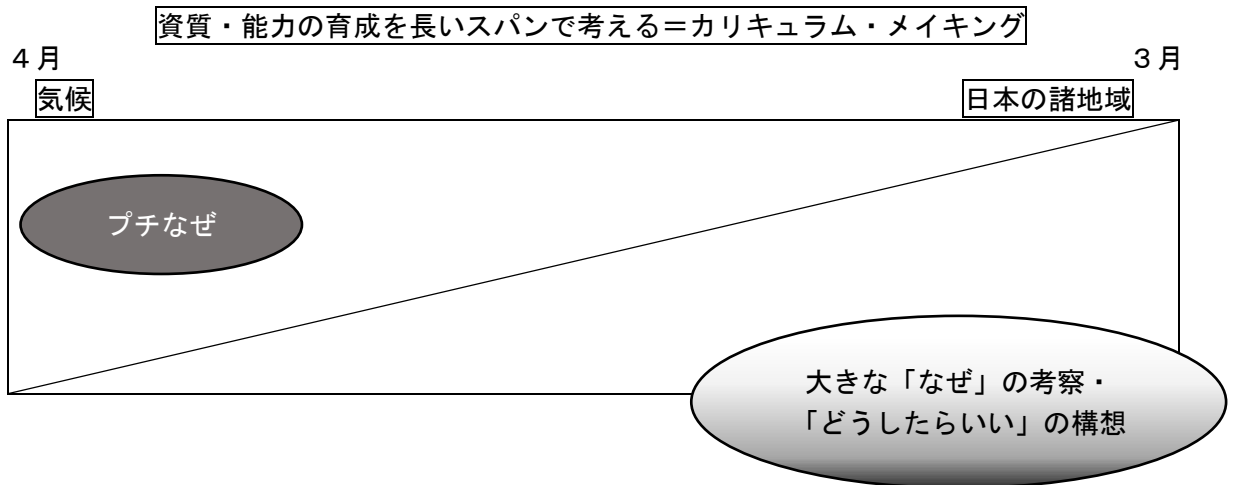 資質・能力の育成を長いスパンで考える＝カリキュラム・メイキング
４月
３月
気候
日本の諸地域
プチなぜ
大きな「なぜ」の考察・
「どうしたらいい」の構想